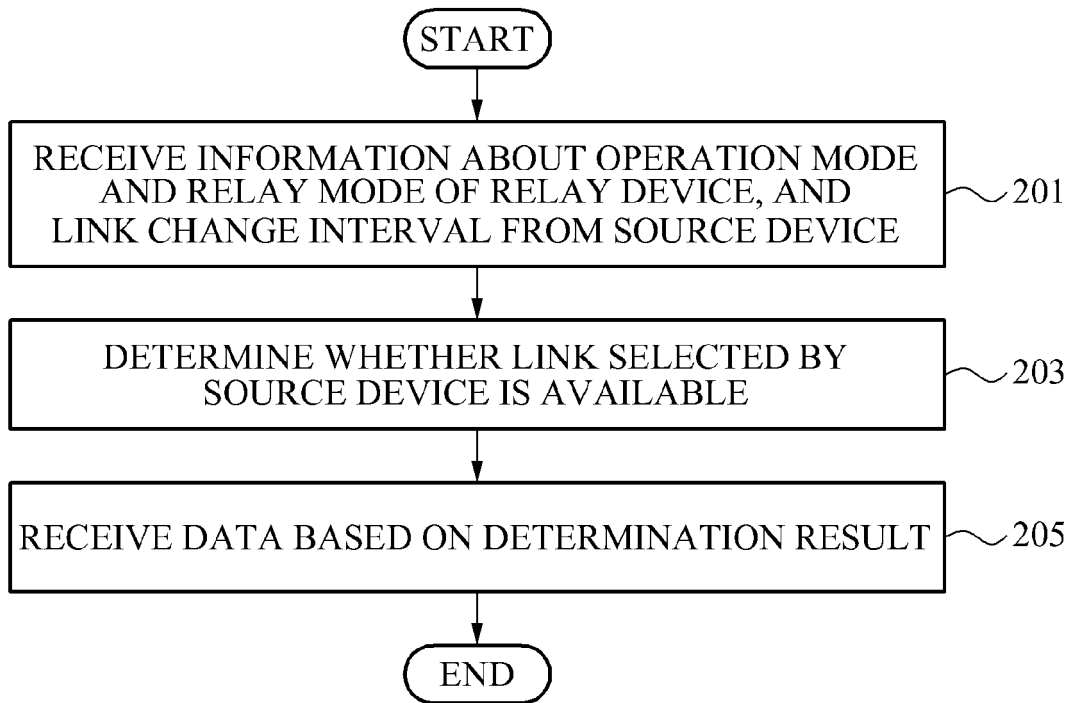 START
RECEIVE INFORMATION ABOUT OPERATION MODE
AND RELAY MODE OF RELAY DEVICE, AND
LINK CHANGE INTERVAL FROM SOURCE DEVICE
201
DETERMINE WHETHER LINK SELECTED BY
SOURCE DEVICE IS AVAILABLE
203
RECEIVE DATA BASED ON DETERMINATION RESULT
205
END